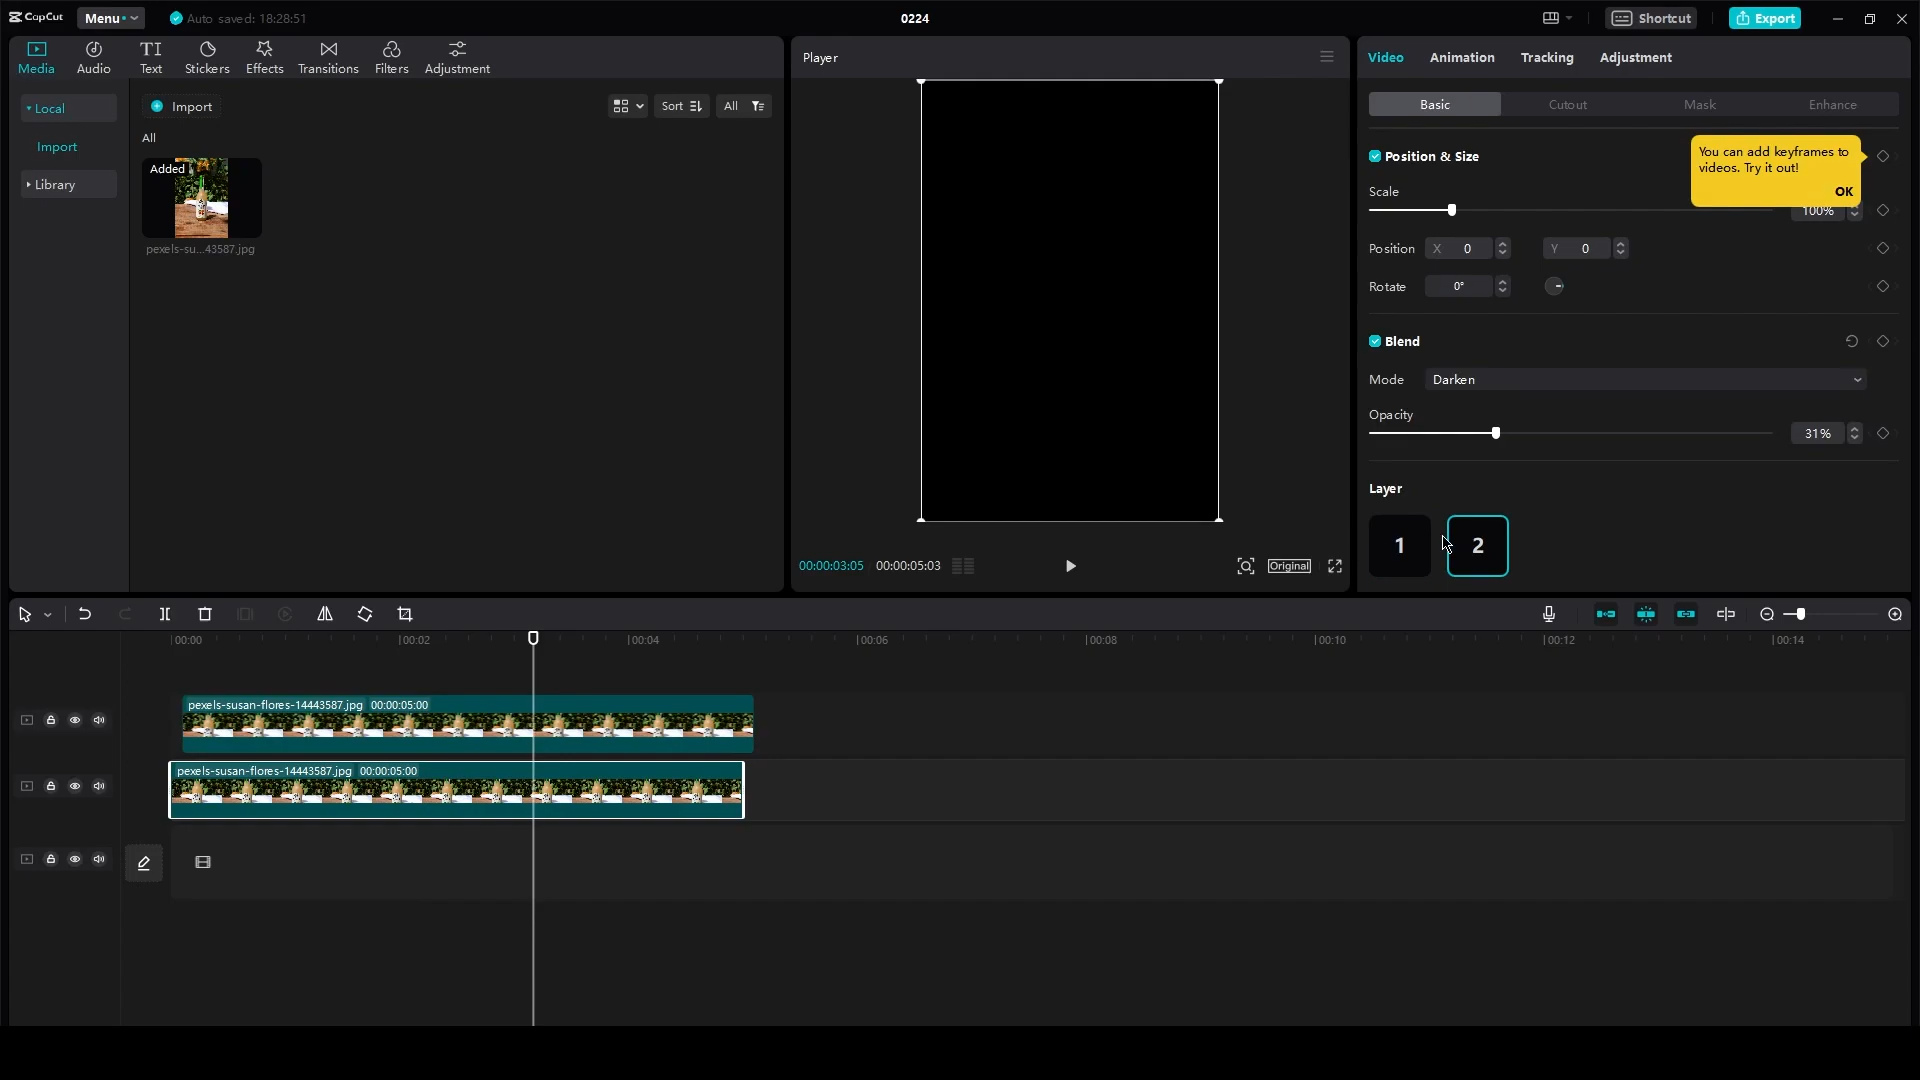 CapCut Menu Auto saved: 18:28:51 0224 Shortcut Export
Media Audio Text Stickers Effects Transitions Filters Adjustment
Local
Import
Library
Import Sort All
All
Added
pexels-su...43587.jpg
Player
00:00:03:05 00:00:05:03 Original
Video Animation Tracking Adjustment
Basic Cutout Mask Enhance
Position & Size
You can add keyframes to
videos. Try it out!
OK
Scale 100%
Position X 0 Y 0
Rotate 0°
Blend
Mode Darken
Opacity
31%
Layer
1 2
00:00 00:02 00:04 00:06 00:08 00:10 00:12 00:14
pexels-susan-flores-14443587.jpg 00:00:05:00
pexels-susan-flores-14443587.jpg 00:00:05:00